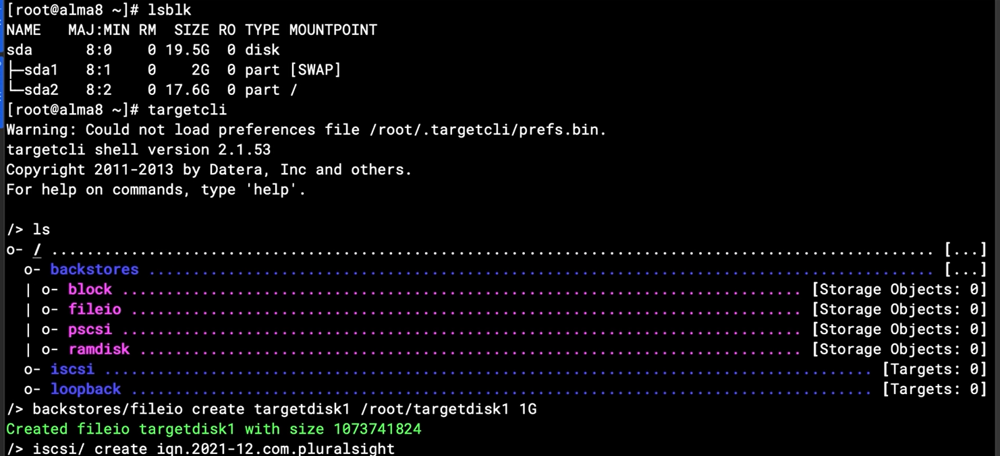 [root@alma8 ~]# lsblk
NAME   MAJ:MIN RM  SIZE RO TYPE MOUNTPOINT
sda      8:0    0 19.5G  0 disk
├─sda1   8:1    0    2G  0 part [SWAP]
└─sda2   8:2    0 17.6G  0 part /
[root@alma8 ~]# targetcli
Warning: Could not load preferences file /root/.targetcli/prefs.bin.
targetcli shell version 2.1.53
Copyright 2011-2013 by Datera, Inc and others.
For help on commands, type 'help'.
/> ls
o- / .................................................................................................... [...]
  o- backstores ......................................................................................... [...]
  | o- block ............................................................................. [Storage Objects: 0]
  | o- fileio ............................................................................ [Storage Objects: 0]
  | o- pscsi ............................................................................. [Storage Objects: 0]
  | o- ramdisk ........................................................................... [Storage Objects: 0]
  o- iscsi ....................................................................................... [Targets: 0]
  o- loopback .................................................................................... [Targets: 0]
/> backstores/fileio create targetdisk1 /root/targetdisk1 1G
Created fileio targetdisk1 with size 1073741824
/> iscsi/ create iqn.2021-12.com.pluralsight